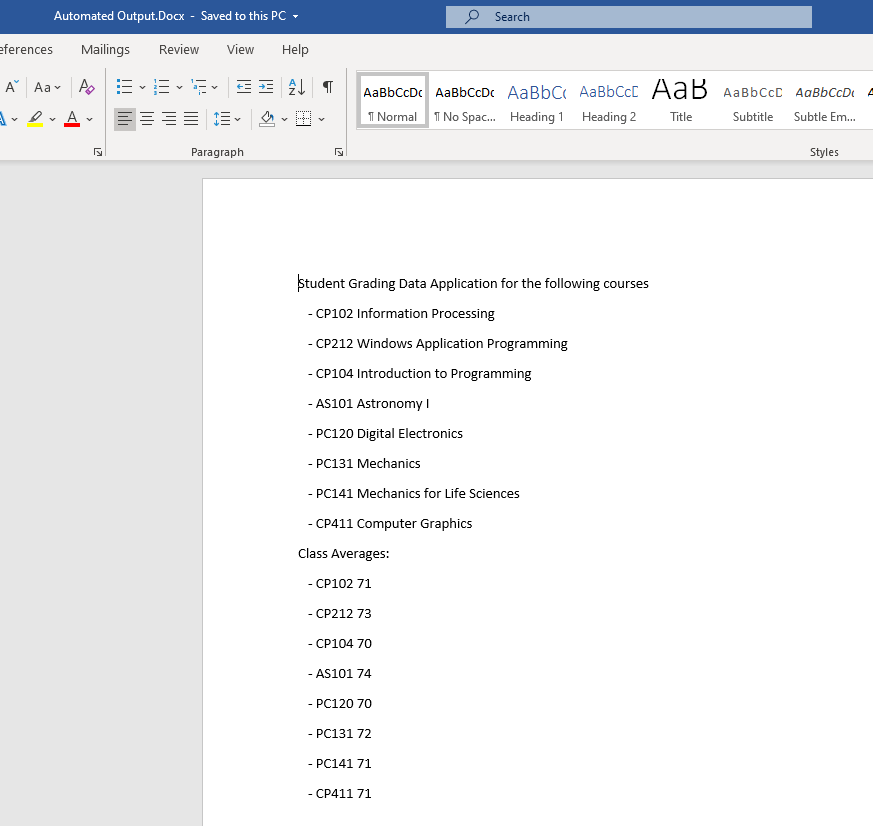 Automated Output.Docx - Saved to this PC
Search
eferences Mailings Review View Help
Aa
AaBbCcDc AaBbCcDc AaBbCc AaBbCcD AaB AaBbCcD AaBbCcDc
¶ Normal ¶ No Spac... Heading 1 Heading 2 Title Subtitle Subtle Em...
Paragraph Styles
Student Grading Data Application for the following courses
- CP102 Information Processing
- CP212 Windows Application Programming
- CP104 Introduction to Programming
- AS101 Astronomy I
- PC120 Digital Electronics
- PC131 Mechanics
- PC141 Mechanics for Life Sciences
- CP411 Computer Graphics
Class Averages:
- CP102 71
- CP212 73
- CP104 70
- AS101 74
- PC120 70
- PC131 72
- PC141 71
- CP411 71